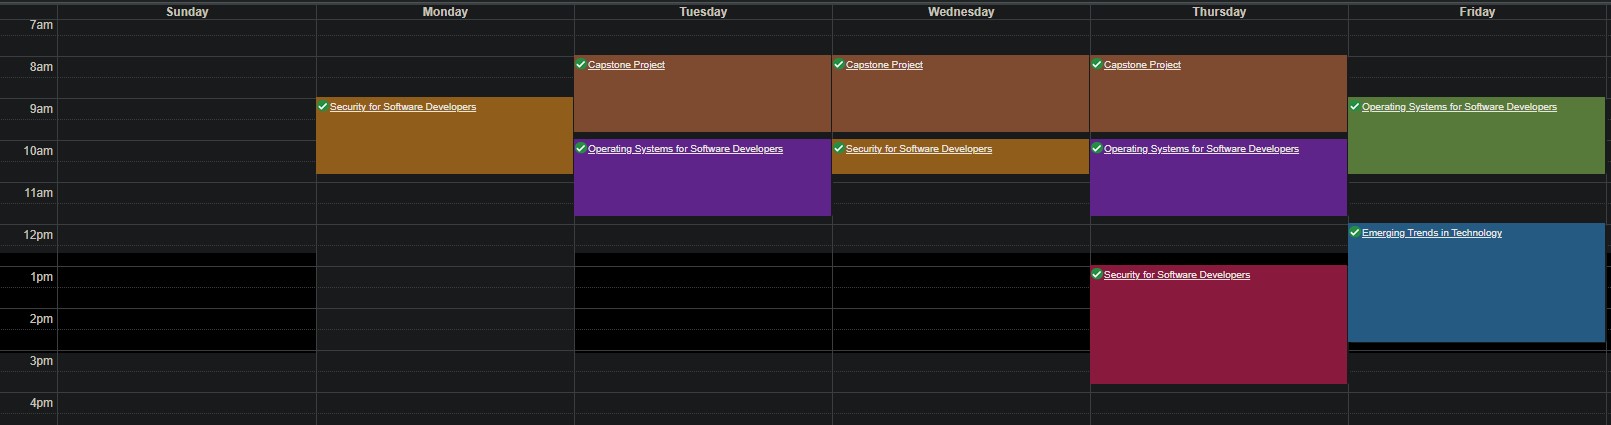 Sunday Monday Tuesday Wednesday Thursday Friday
7am
8am Capstone Project Capstone Project Capstone Project
9am Security for Software Developers Operating Systems for Software Developers
10am Operating Systems for Software Developers Security for Software Developers Operating Systems for Software Developers
11am
12pm Emerging Trends in Technology
1pm Security for Software Developers
2pm
3pm
4pm